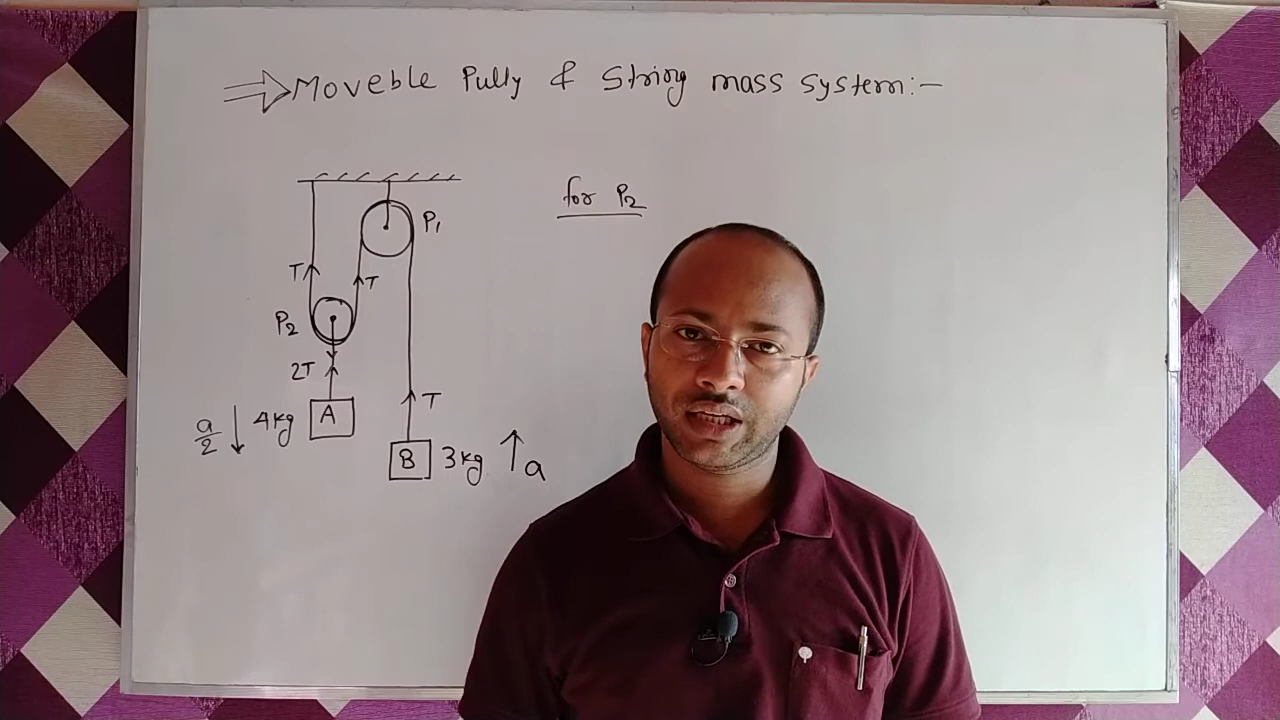 Moveble Pully & String mass system:-
for P₂
P₁
T
T
P₂
2T
T
a/2
4kg
A
B
3kg
a